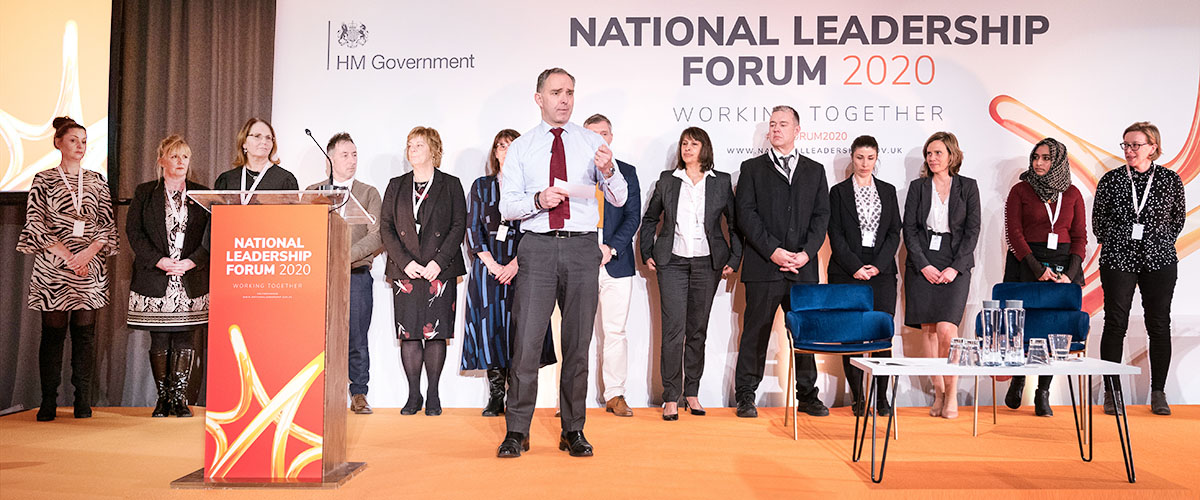 HM Government
NATIONAL LEADERSHIP
FORUM 2020
WORKING TOGETHER
NATIONAL
LEADERSHIP
FORUM 2020
WORKING TOGETHER